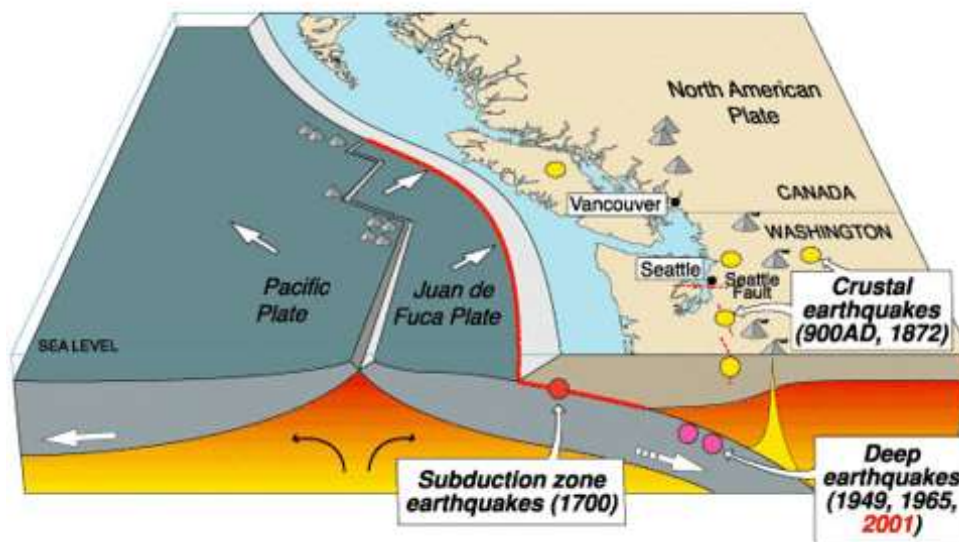 North American
Plate
CANADA
Vancouver
WASHINGTON
Seattle
Seattle
Fault
Crustal
earthquakes
(900AD, 1872)
Pacific
Plate
Juan de
Fuca Plate
SEA LEVEL
Subduction zone
earthquakes (1700)
Deep
earthquakes
(1949, 1965,
2001)